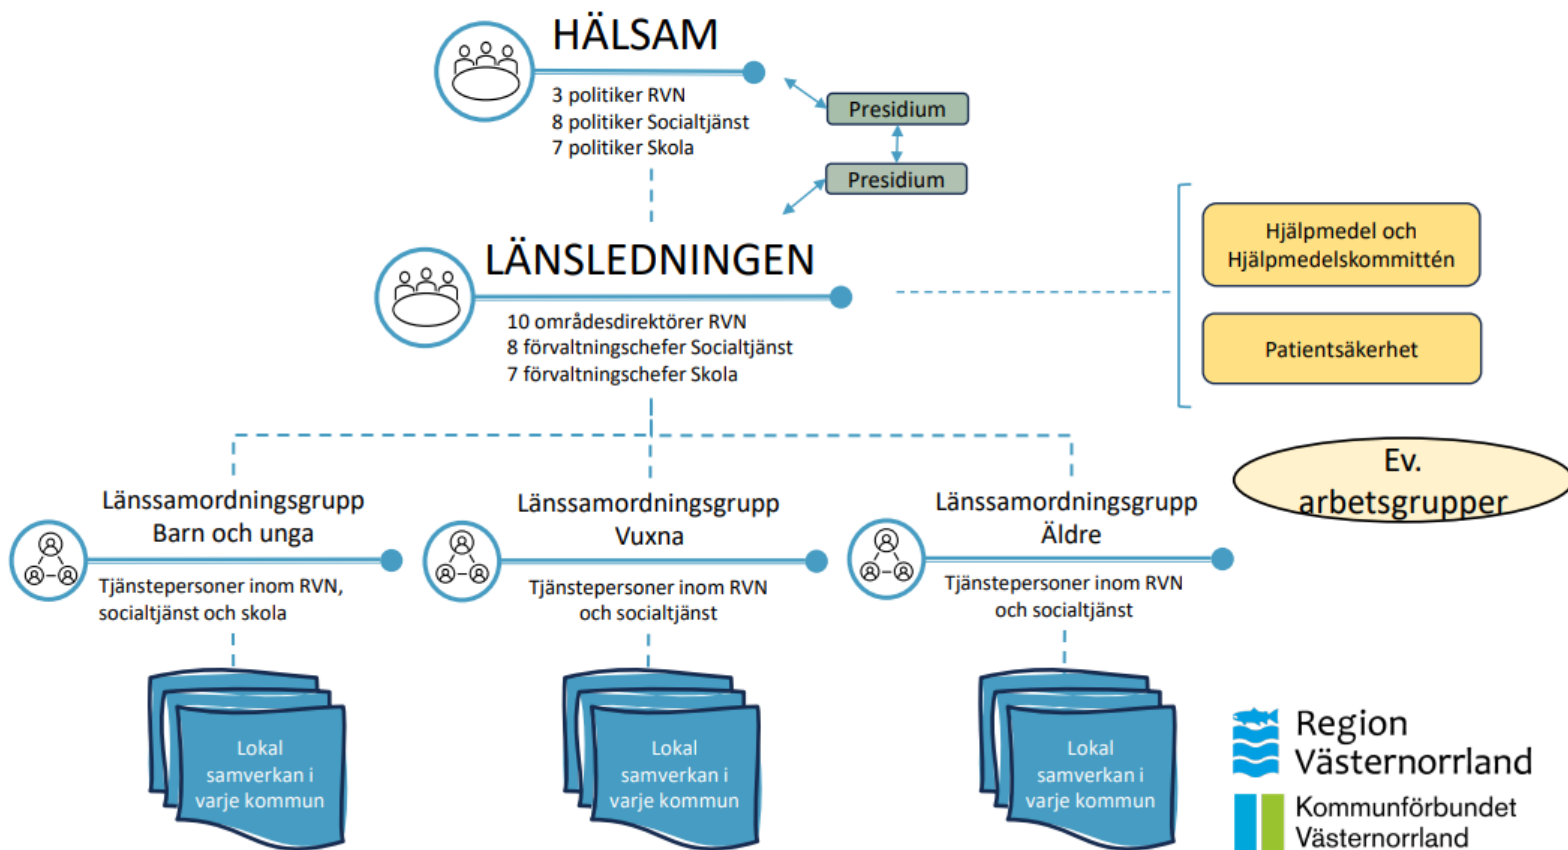 HÄLSAM
3 politiker RVN
8 politiker Socialtjänst
7 politiker Skola
Presidium
Presidium
LÄNSLEDNINGEN
10 områdesdirektörer RVN
8 förvaltningschefer Socialtjänst
7 förvaltningschefer Skola
Hjälpmedel och
Hjälpmedelskommittén
Patientsäkerhet
Ev.
arbetsgrupper
Länssamordningsgrupp
Barn och unga
Tjänstepersoner inom RVN,
socialtjänst och skola
Länssamordningsgrupp
Vuxna
Tjänstepersoner inom RVN
och socialtjänst
Länssamordningsgrupp
Äldre
Tjänstepersoner inom RVN
och socialtjänst
Lokal
samverkan i
varje kommun
Lokal
samverkan i
varje kommun
Lokal
samverkan i
varje kommun
Region
Västernorrland
Kommunförbundet
Västernorrland